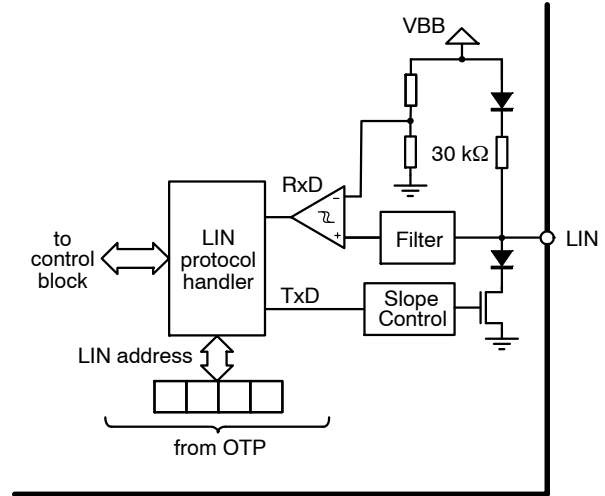 VBB
30 kΩ
RxD
−
+
Filter
LIN
to
control
block
LIN
protocol
handler
TxD
Slope
Control
LIN address
from OTP